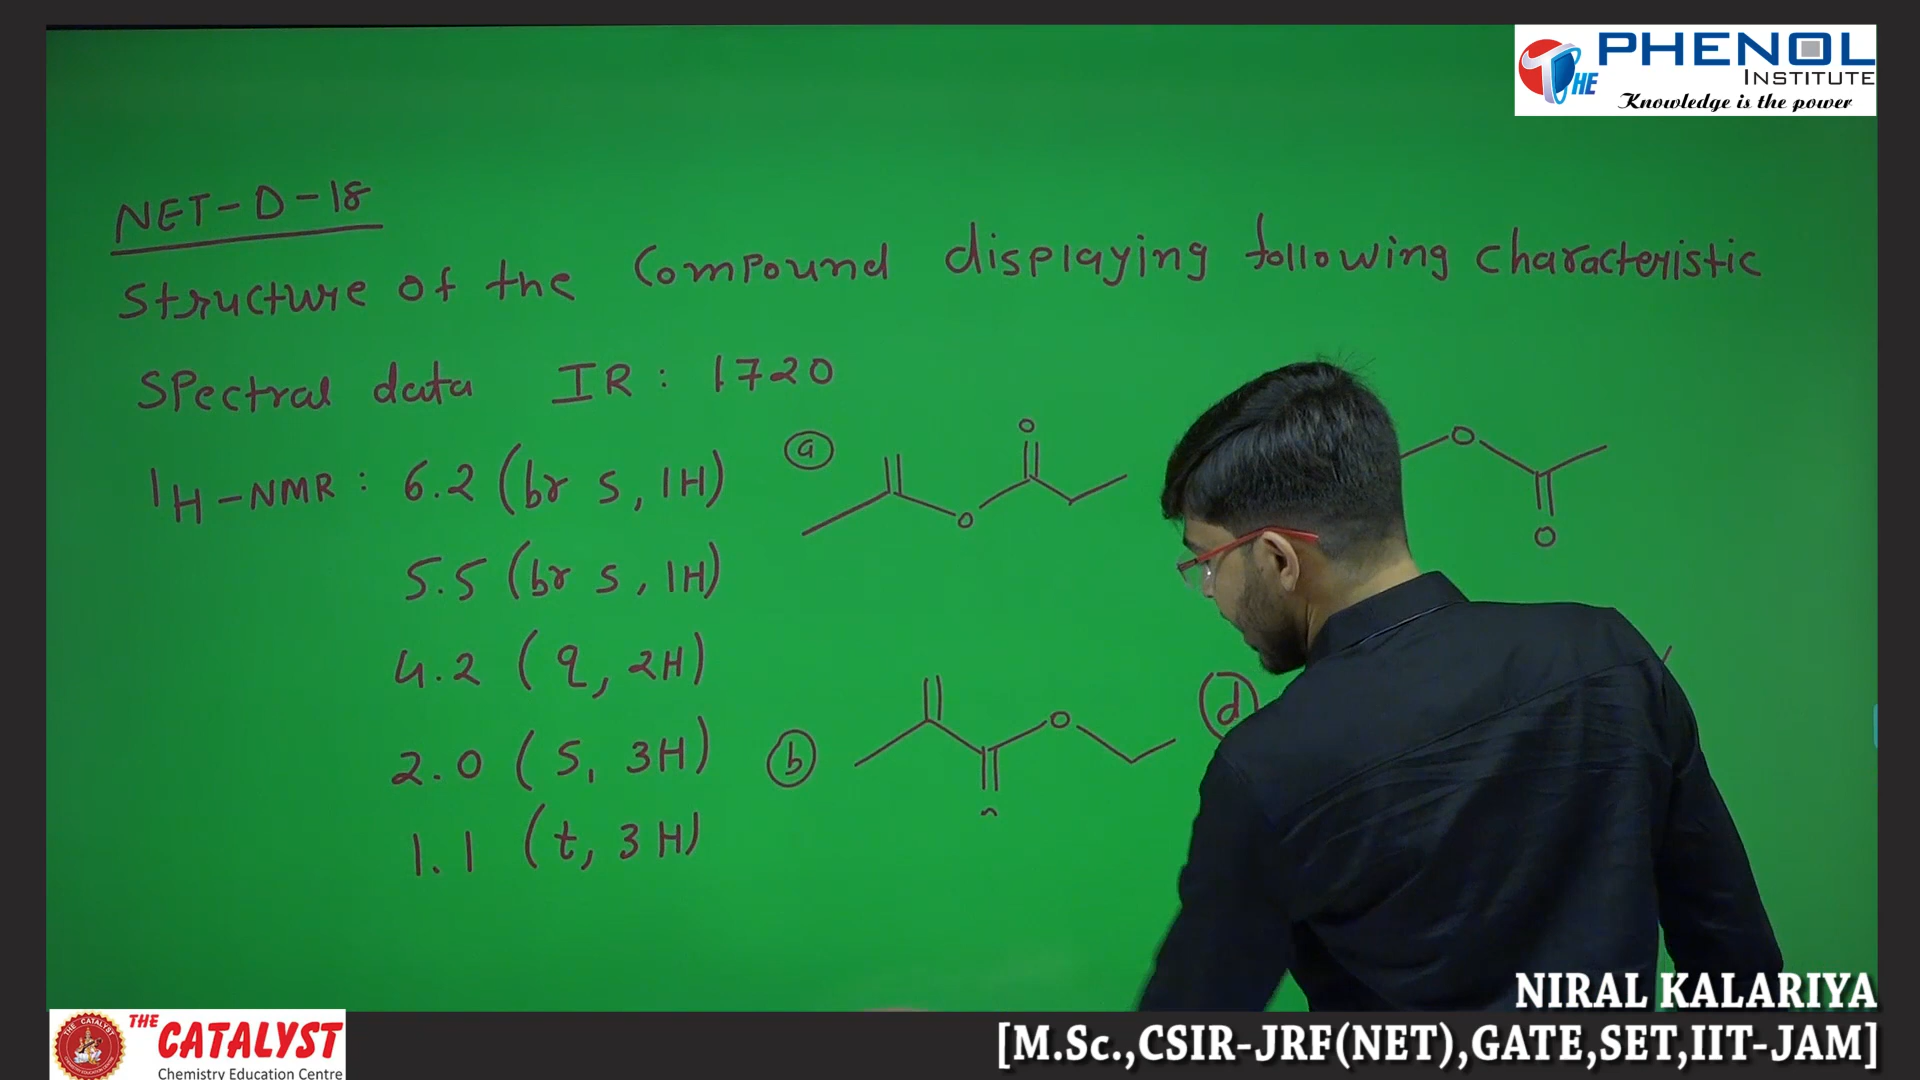 THE PHENOL
INSTITUTE
Knowledge is the power
NET-D-18
Structure of the Compound displaying following characteristic
Spectral data IR : 1720
1H-NMR : 6.2 (br s, 1H)
5.5 (br s, 1H)
4.2 (q, 2H)
2.0 (s, 3H)
1.1 (t, 3H)
a
O
O
O
O
b
O
d
NIRAL KALARIYA
[M.Sc.,CSIR-JRF(NET),GATE,SET,IIT-JAM]
THE CATALYST
Chemistry Education Centre